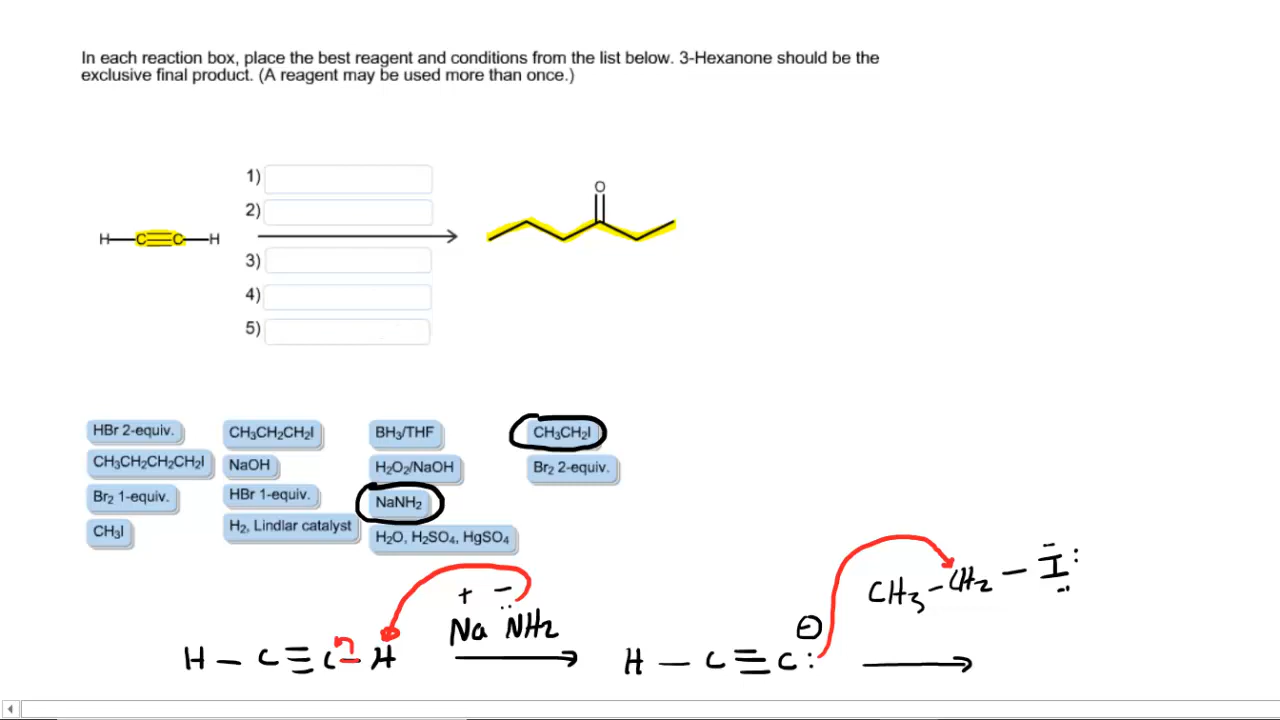 In each reaction box, place the best reagent and conditions from the list below. 3-Hexanone should be the
exclusive final product. (A reagent may be used more than once.)
1)
2)
3)
4)
5)
H—C≡C—H
O
HBr 2-equiv.
CH₃CH₂CH₂I
BH₃/THF
CH₃CH₂I
CH₃CH₂CH₂CH₂I
NaOH
H₂O₂/NaOH
Br₂ 2-equiv.
Br₂ 1-equiv.
HBr 1-equiv.
NaNH₂
CH₃I
H₂, Lindlar catalyst
H₂O, H₂SO₄, HgSO₄
+ −
Na NH₂
H — C ≡ C — H
H — C ≡ C :
⊖
CH₃ — CH₂ — I :